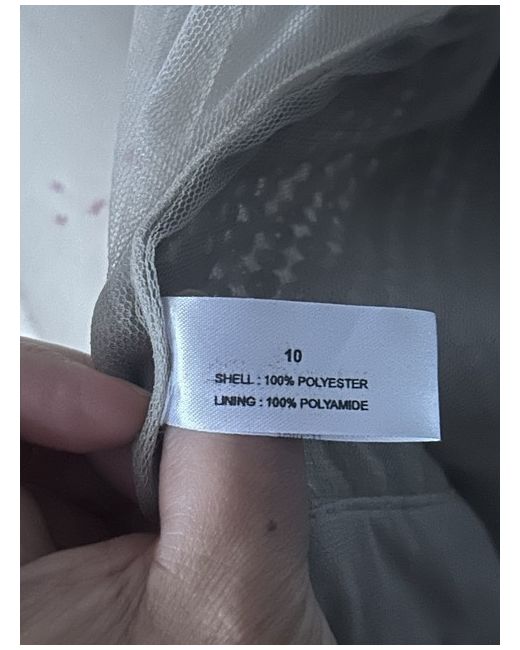 10
SHELL : 100% POLYESTER
LINING : 100% POLYAMIDE